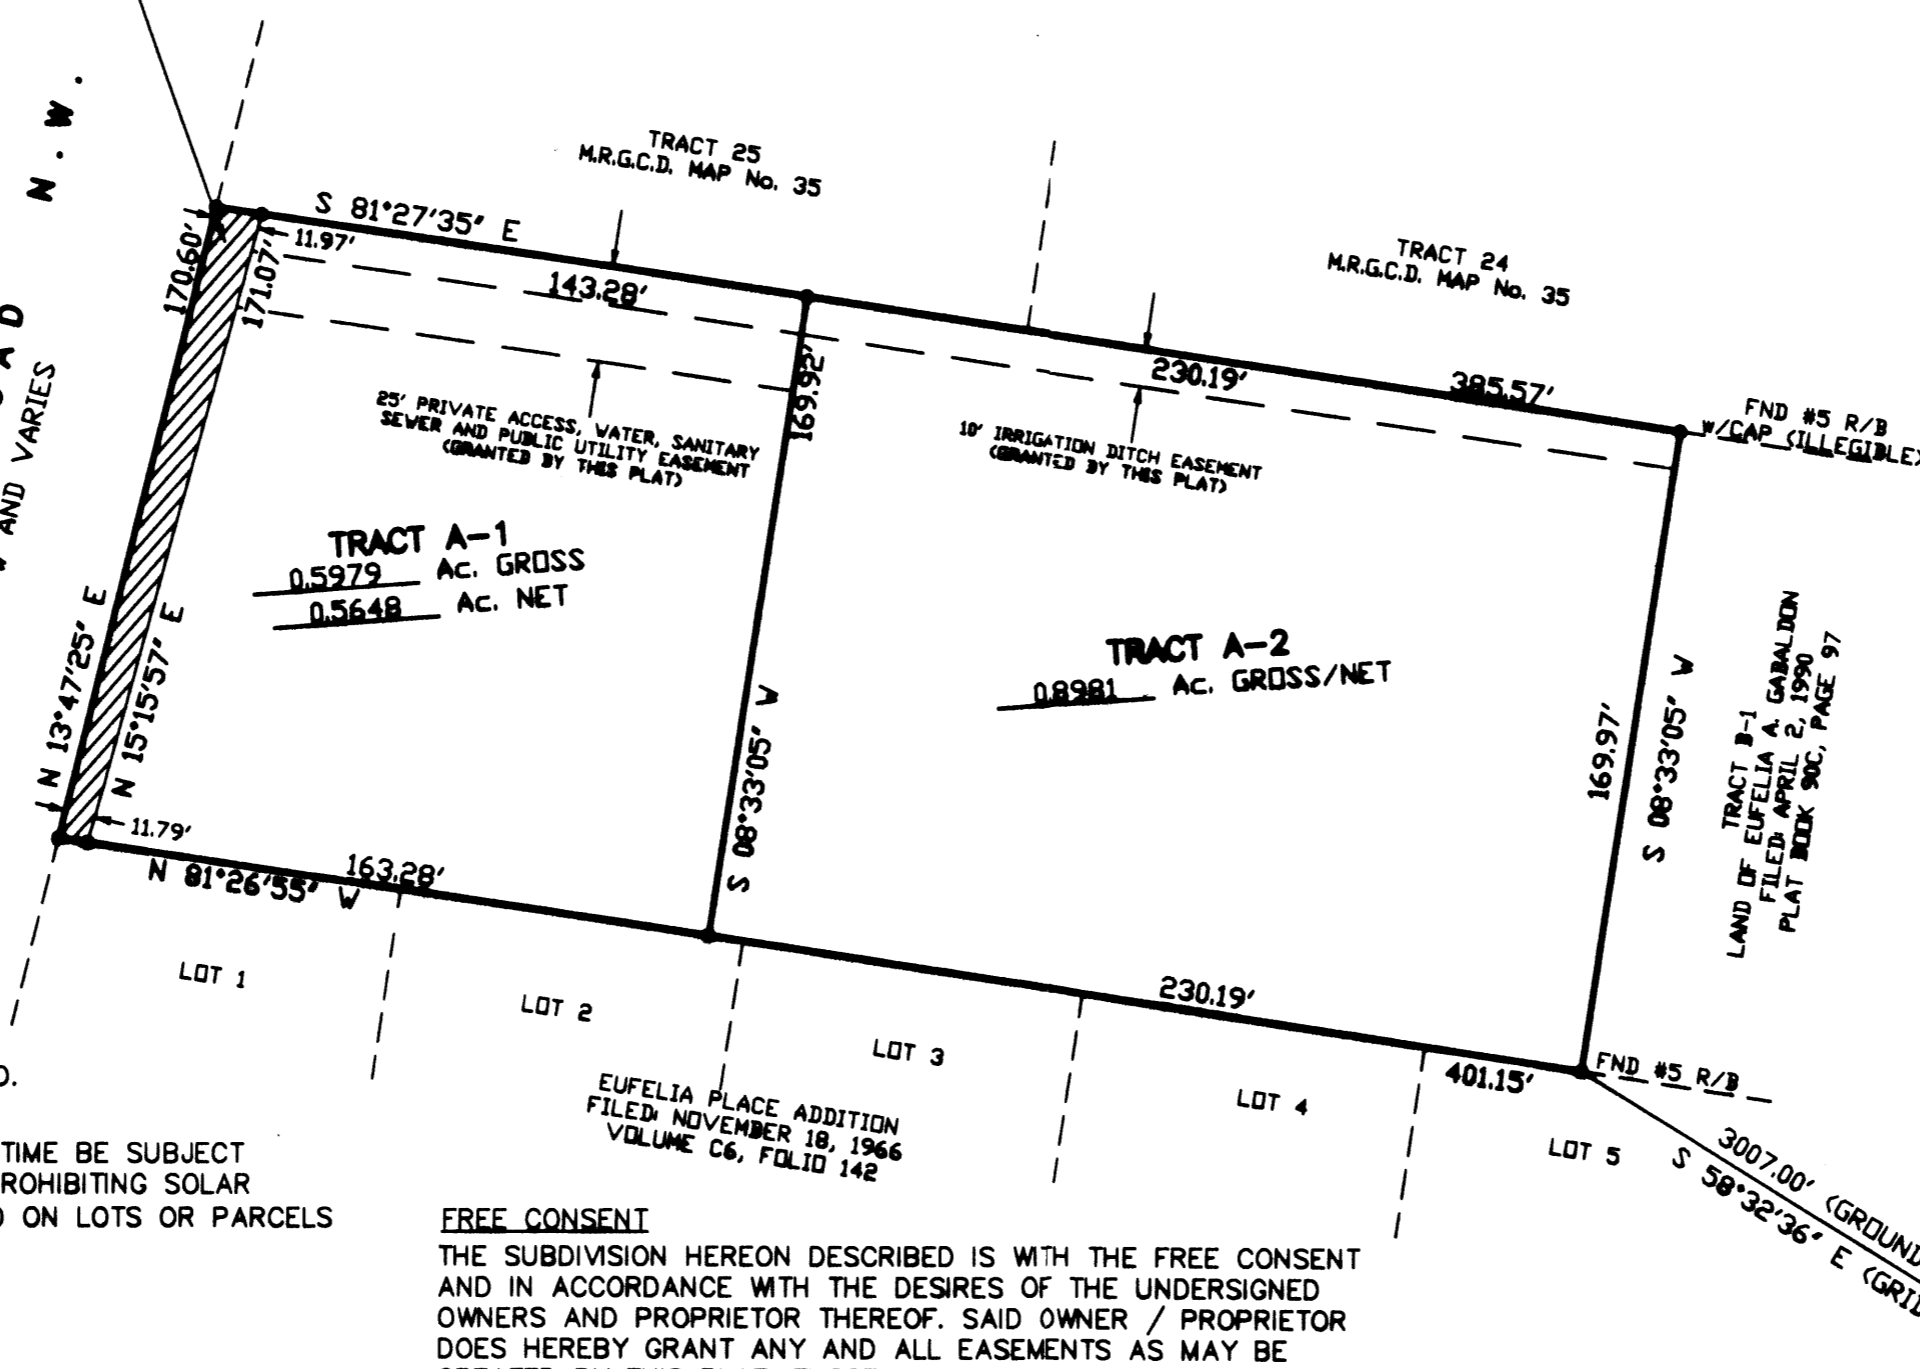 N.W.
TRACT 25
M.R.G.C.D. MAP No. 35
S 81°27'35" E
11.97'
143.28'
170.60'
171.07'
TRACT 24
M.R.G.C.D. MAP No. 35
230.19'
385.57'
FND #5 R/B
W/CAP (ILLEGIBLE)
AND VARIES
25' PRIVATE ACCESS, WATER, SANITARY
SEWER AND PUBLIC UTILITY EASEMENT
(GRANTED BY THIS PLAT)
169.92'
10' IRRIGATION DITCH EASEMENT
(GRANTED BY THIS PLAT)
TRACT A-1
0.5979 Ac. GROSS
0.5648 Ac. NET
TRACT A-2
0.8981 Ac. GROSS/NET
N 13°47'25" E
N 15°15'57" E
S 08°33'05" W
169.97'
S 08°33'05" W
TRACT B-1
LAND OF EUFELIA A. GABALDON
FILED: APRIL 2, 1990
PLAT BOOK 90C, PAGE 97
11.79'
163.28'
N 81°26'55" W
230.19'
401.15'
FND #5 R/B
LOT 1
LOT 2
LOT 3
LOT 4
LOT 5
EUFELIA PLACE ADDITION
FILED: NOVEMBER 18, 1966
VOLUME C6, FOLIO 142
3007.00' (GROUND
S 58°32'36" E (GRID
TIME BE SUBJECT
ROHIBITING SOLAR
ON LOTS OR PARCELS
FREE CONSENT
THE SUBDIVISION HEREON DESCRIBED IS WITH THE FREE CONSENT
AND IN ACCORDANCE WITH THE DESIRES OF THE UNDERSIGNED
OWNERS AND PROPRIETOR THEREOF. SAID OWNER / PROPRIETOR
DOES HEREBY GRANT ANY AND ALL EASEMENTS AS MAY BE